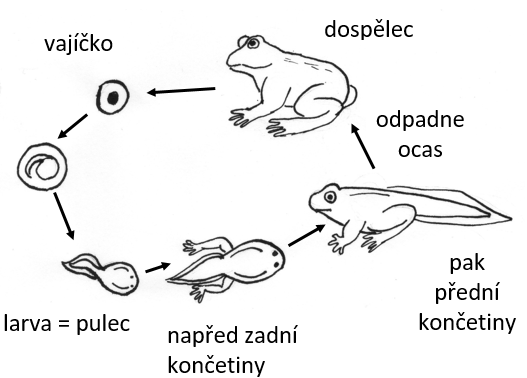 vajíčko
dospělec
odpadne
ocas
larva = pulec
napřed zadní
končetiny
pak
přední
končetiny